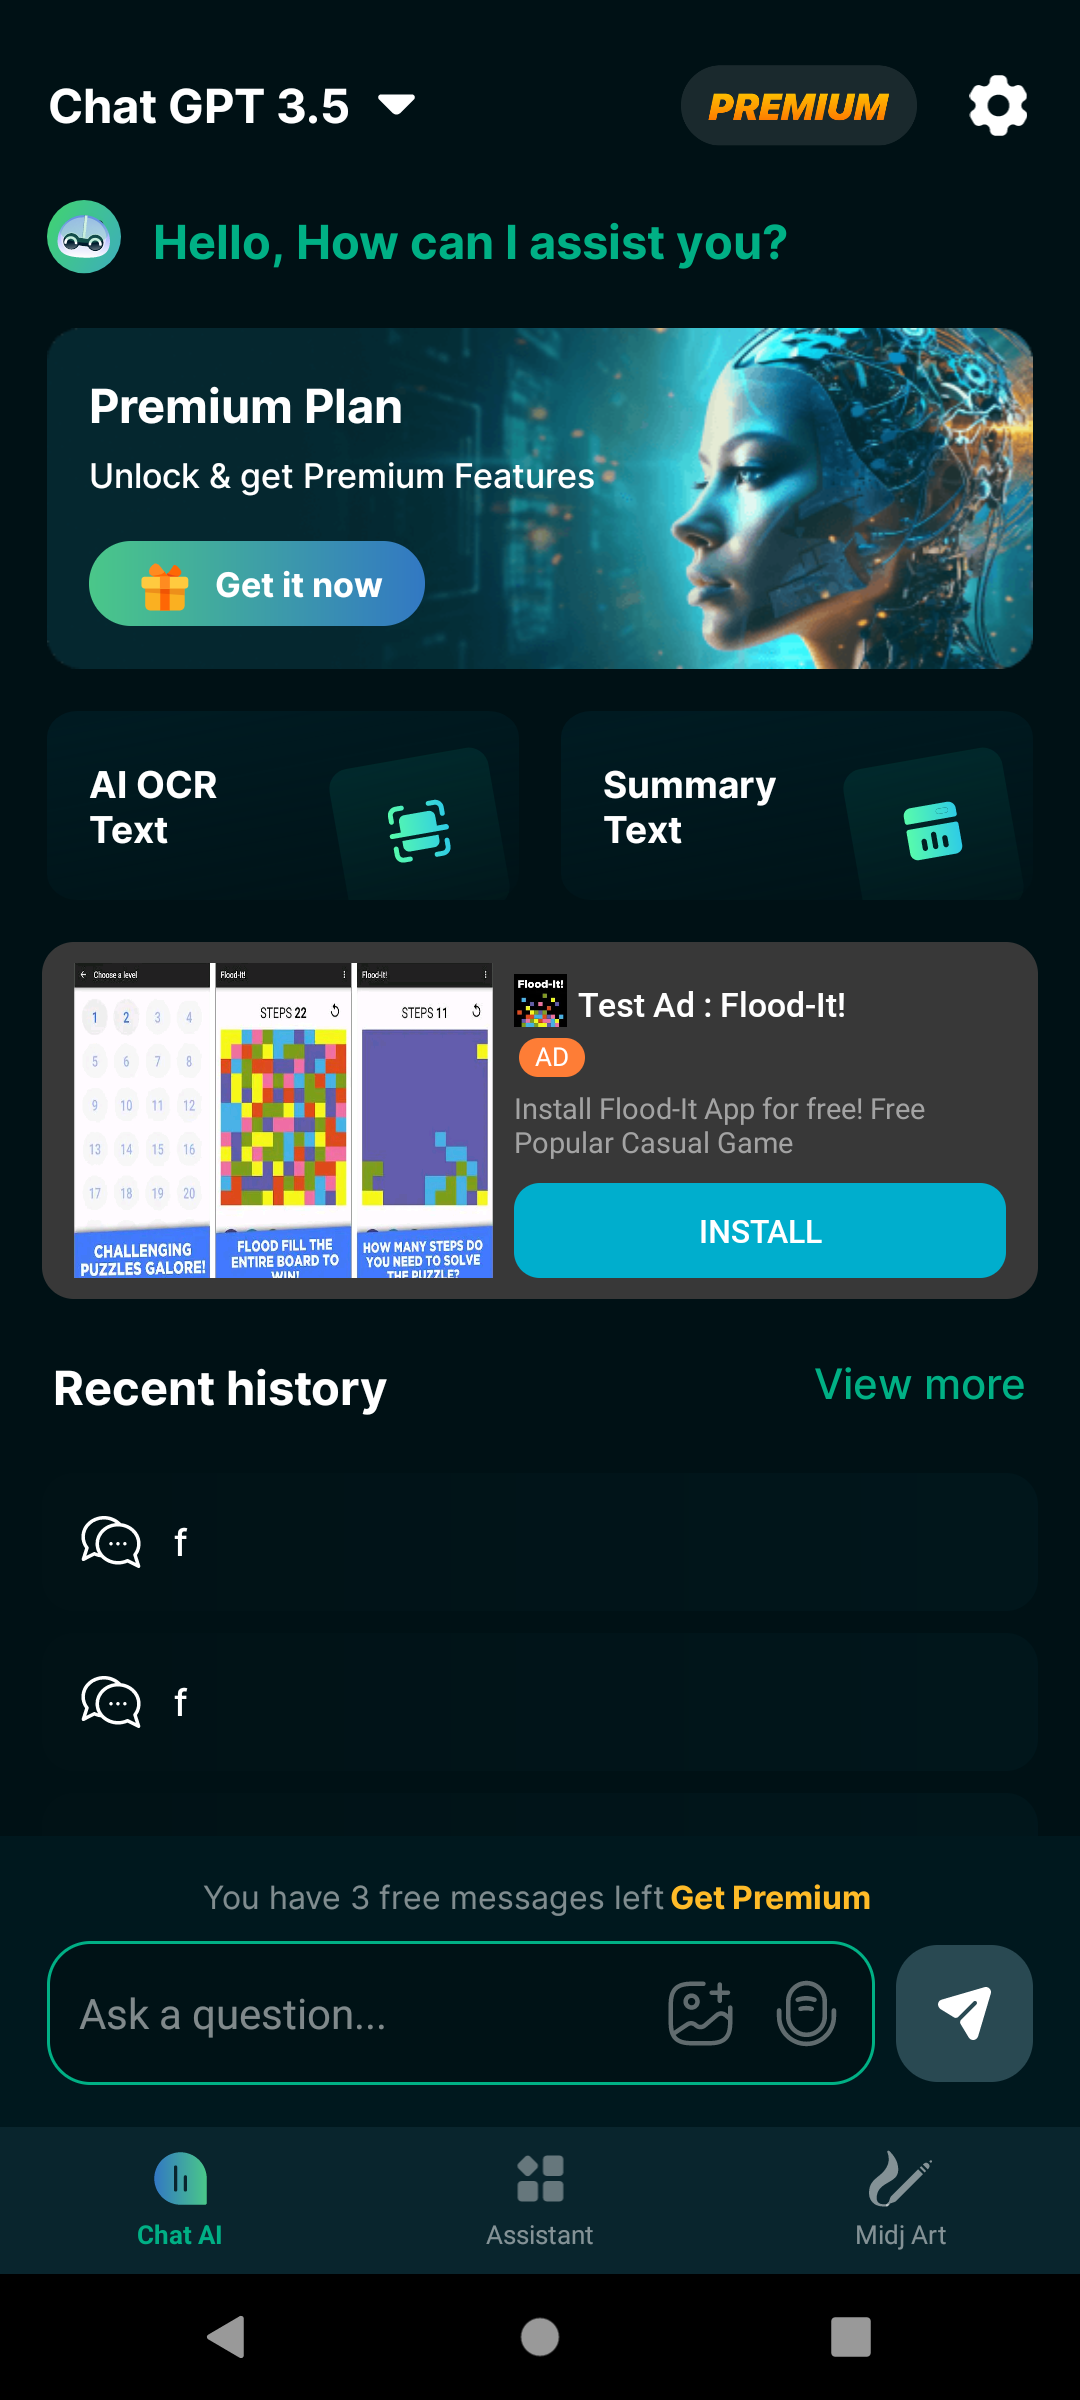 Chat GPT 3.5
PREMIUM
Hello, How can I assist you?
Premium Plan
Unlock & get Premium Features
Get it now
AI OCR
Text
Summary
Text
Choose a level
1 2 3 4
5 6 7 8
9 10 11 12
13 14 15 16
17 18 19 20
CHALLENGING
PUZZLES GALORE!
Flood-It!
STEPS 22
FLOOD FILL THE
ENTIRE BOARD TO
WIN!
Flood-It!
STEPS 11
HOW MANY STEPS DO
YOU NEED TO SOLVE
THE PUZZLE?
Flood-It!
Test Ad : Flood-It!
AD
Install Flood-It App for free! Free
Popular Casual Game
INSTALL
Recent history
View more
f
f
You have 3 free messages left Get Premium
Ask a question...
Chat AI
Assistant
Midj Art